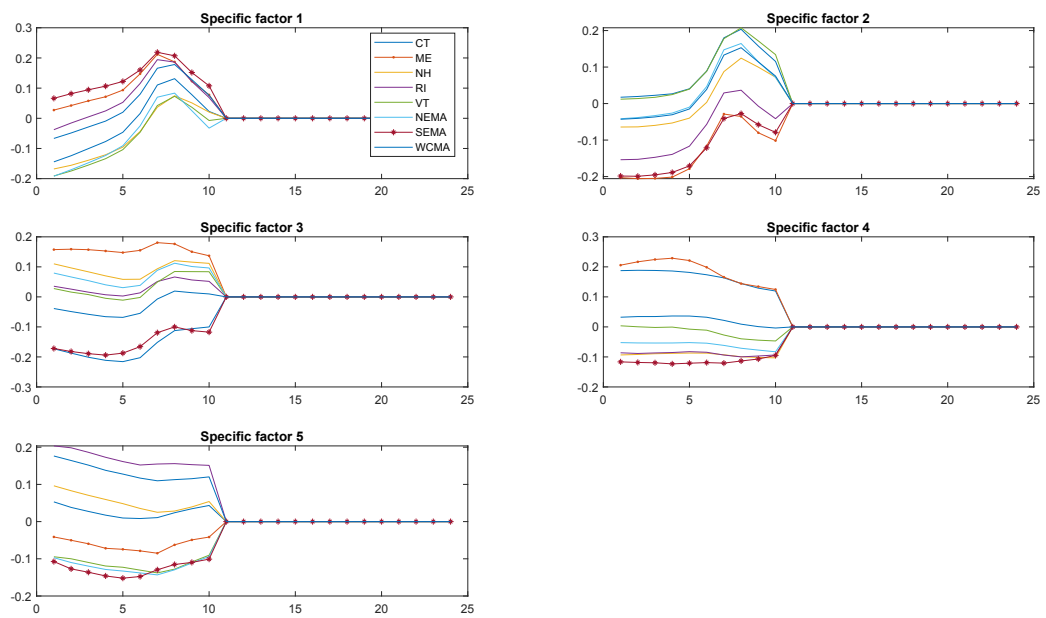 Specific factor 1
0.3
0.2
0.1
0
-0.1
-0.2
0 5 10 15 20 25
CT
ME
NH
RI
VT
NEMA
SEMA
WCMA
Specific factor 2
0.2
0.1
0
-0.1
-0.2
0 5 10 15 20 25
Specific factor 3
0.2
0.1
0
-0.1
-0.2
-0.3
0 5 10 15 20 25
Specific factor 4
0.3
0.2
0.1
0
-0.1
-0.2
0 5 10 15 20 25
Specific factor 5
0.2
0.1
0
-0.1
-0.2
0 5 10 15 20 25